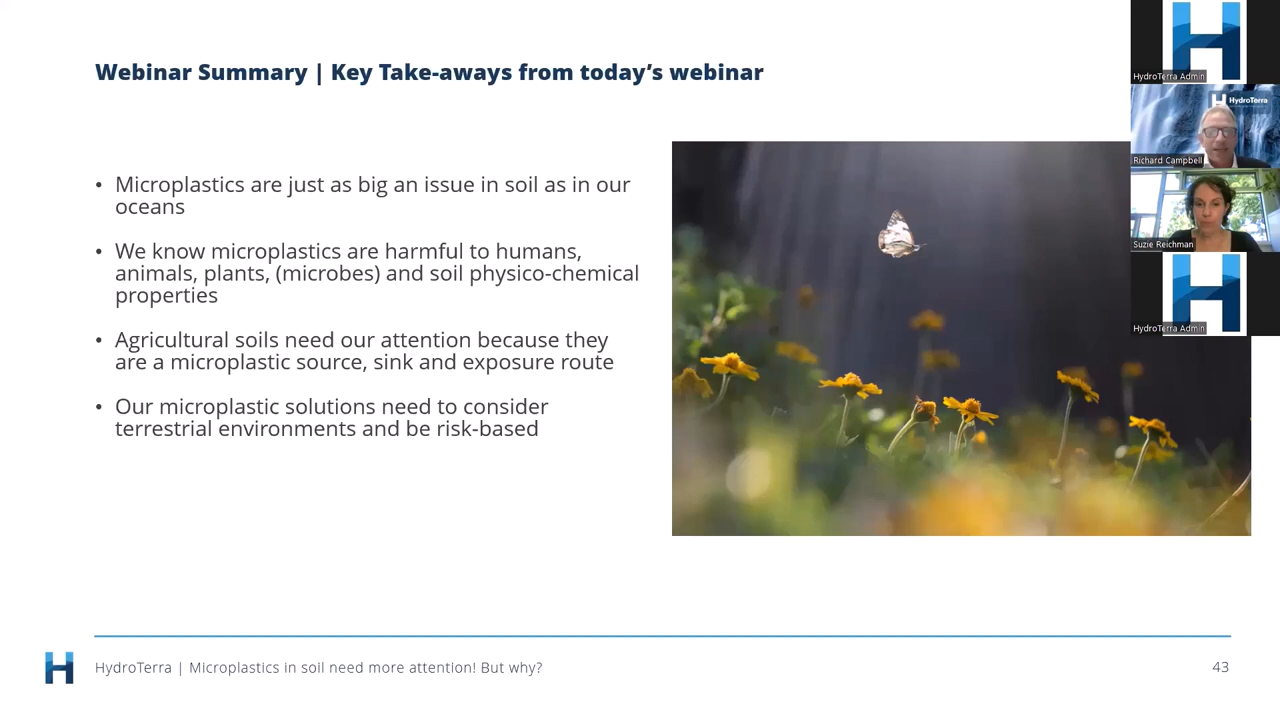 Webinar Summary | Key Take-aways from today's webinar
• Microplastics are just as big an issue in soil as in our
oceans
• We know microplastics are harmful to humans,
animals, plants, (microbes) and soil physico-chemical
properties
• Agricultural soils need our attention because they
are a microplastic source, sink and exposure route
• Our microplastic solutions need to consider
terrestrial environments and be risk-based
HydroTerra Admin
HydroTerra
Richard Campbell
Suzie Reichman
HydroTerra Admin
HydroTerra | Microplastics in soil need more attention! But why?
43